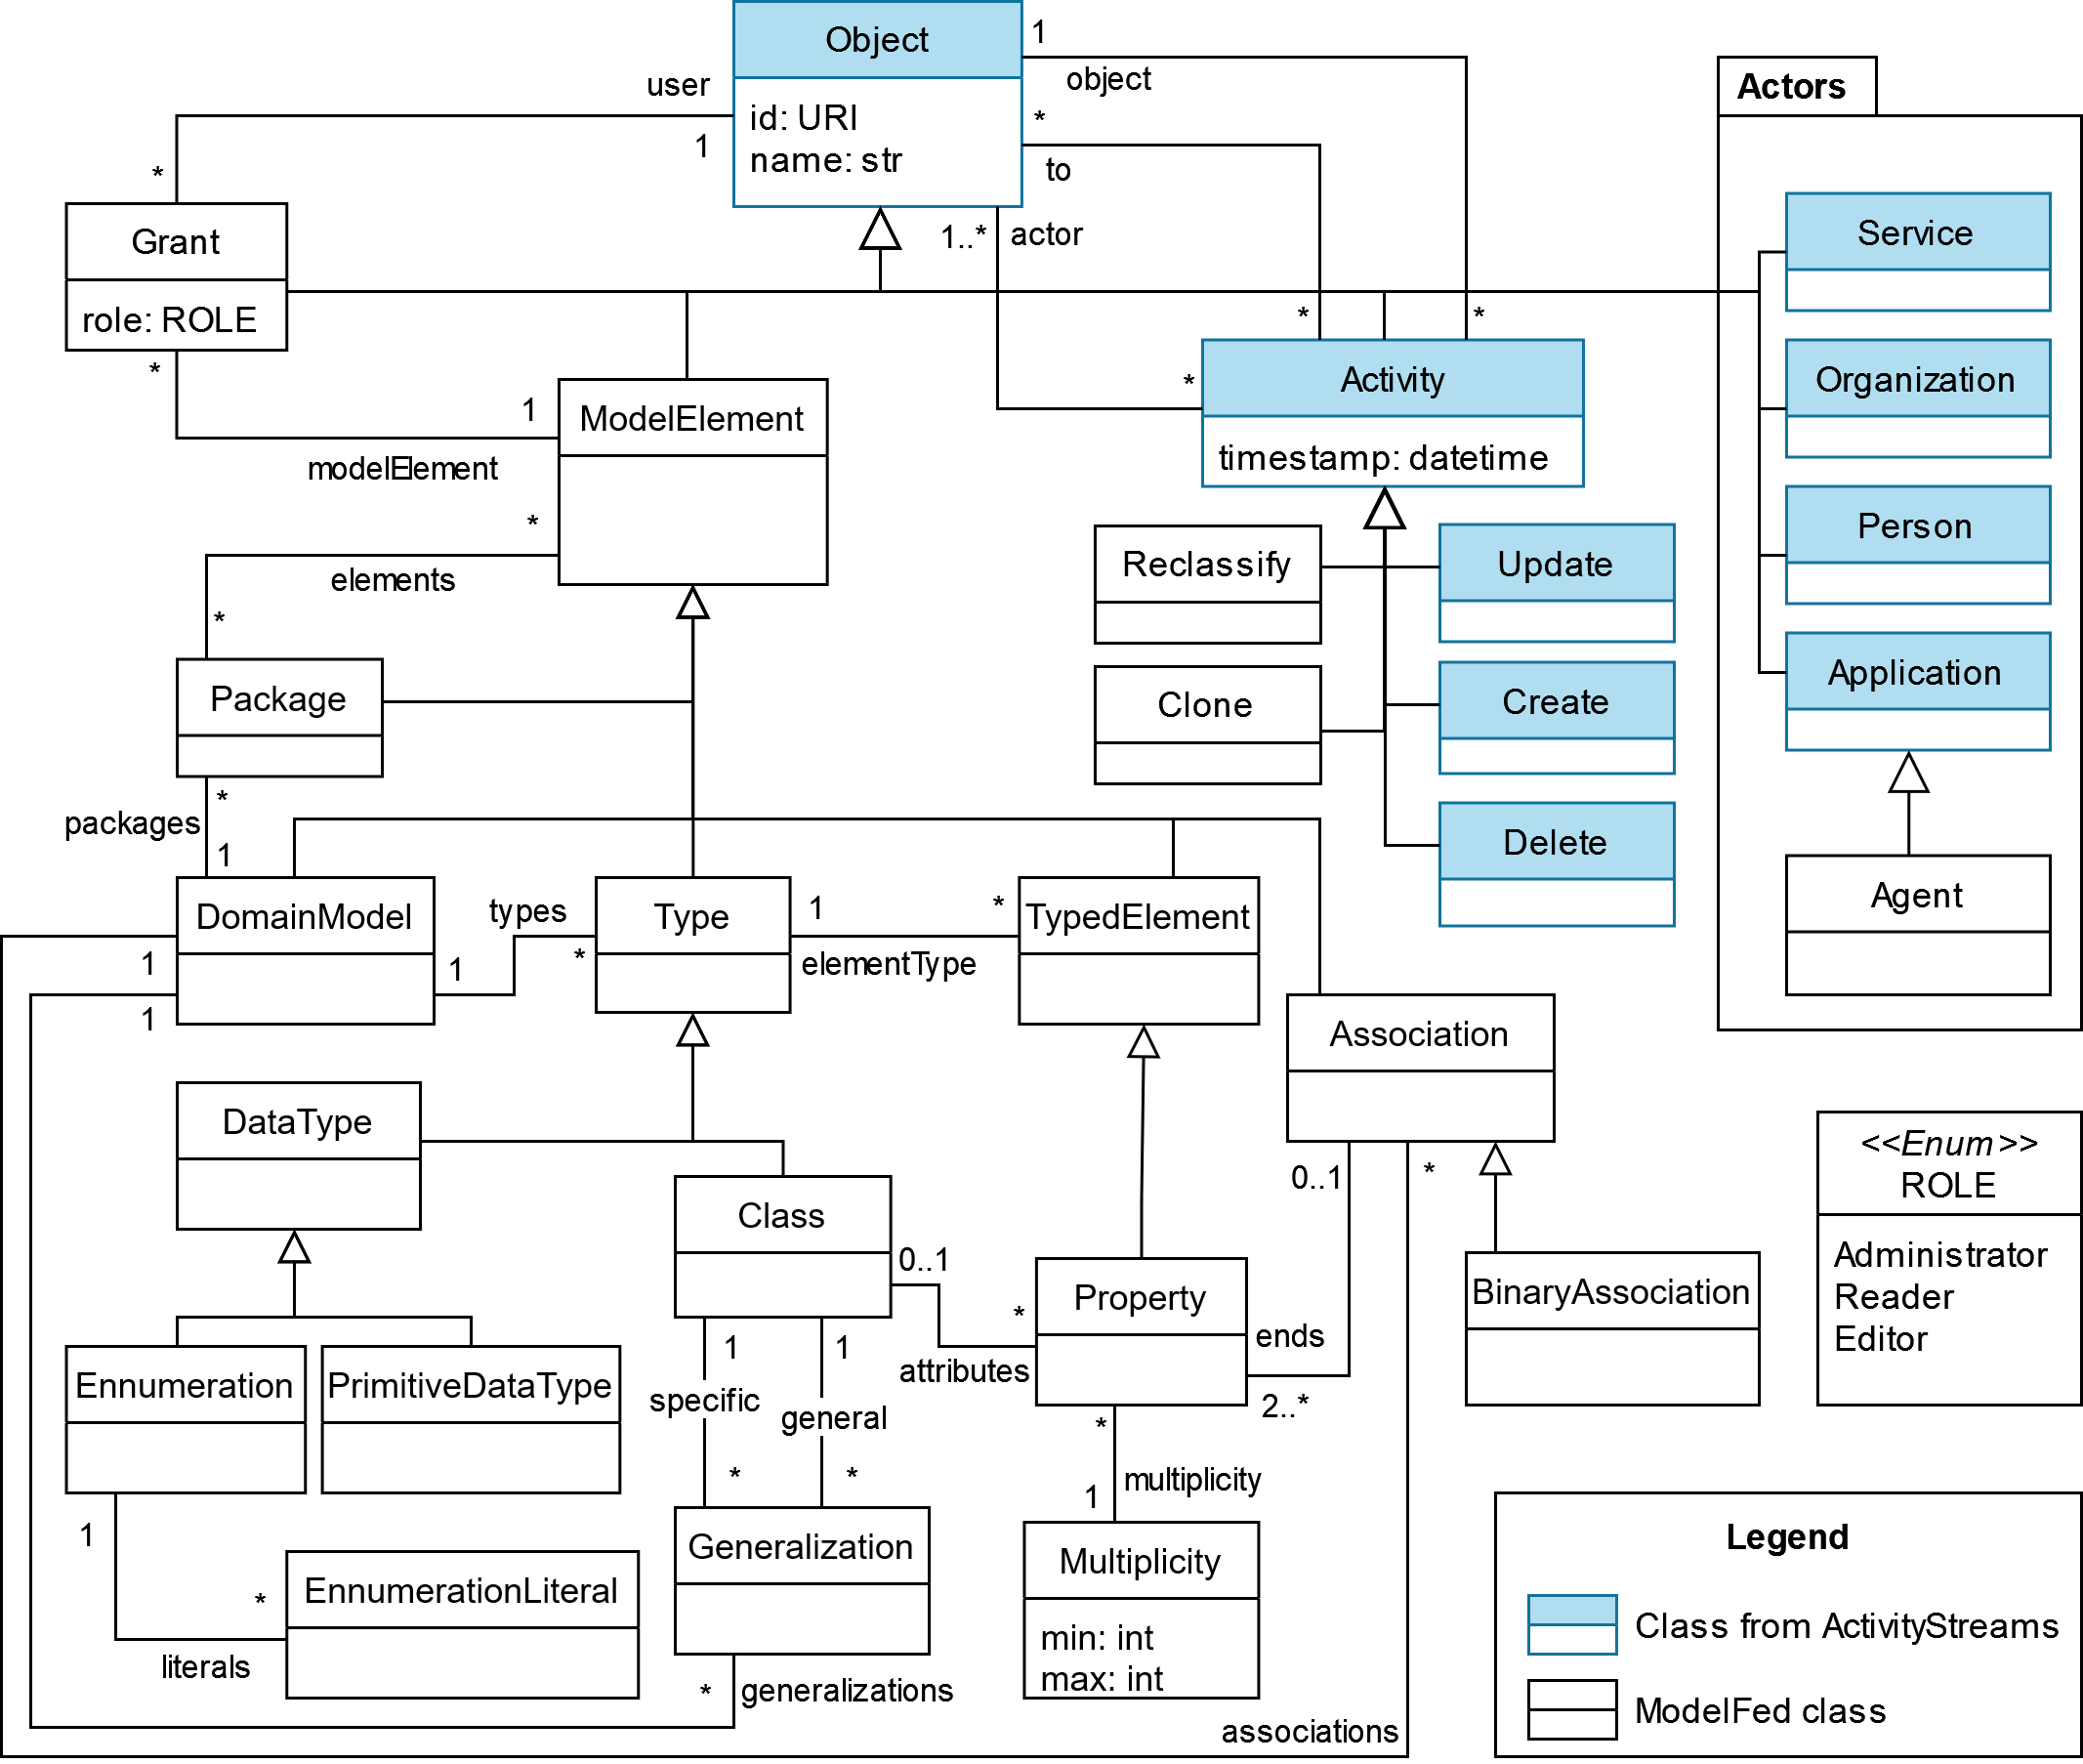 Object
id: URI
name: str
1
object
*
to
user
1
*
1..*
actor
Grant
role: ROLE
*
1
modelElement
ModelElement
*
elements
*
*
*
*
Activity
timestamp: datetime
Reclassify
Update
Clone
Create
Delete
Actors
Service
Organization
Person
Application
Agent
Package
*
packages
1
DomainModel
1
1
1
types
*
Type
1
*
elementType
TypedElement
Association
0..1
*
DataType
Class
0..1
*
attributes
Property
ends
2..*
BinaryAssociation
<<Enum>>
ROLE
Administrator
Reader
Editor
Ennumeration
PrimitiveDataType
1
specific
*
1
general
*
*
multiplicity
1
Generalization
Multiplicity
min: int
max: int
1
*
literals
EnnumerationLiteral
*
generalizations
associations
Legend
Class from ActivityStreams
ModelFed class